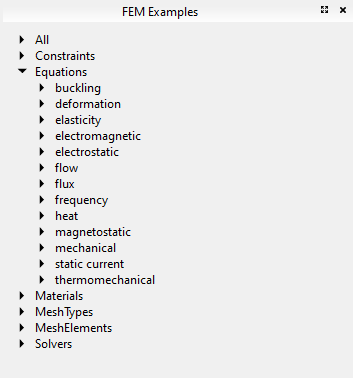 FEM Examples
All
Constraints
Equations
buckling
deformation
elasticity
electromagnetic
electrostatic
flow
flux
frequency
heat
magnetostatic
mechanical
static current
thermomechanical
Materials
MeshTypes
MeshElements
Solvers